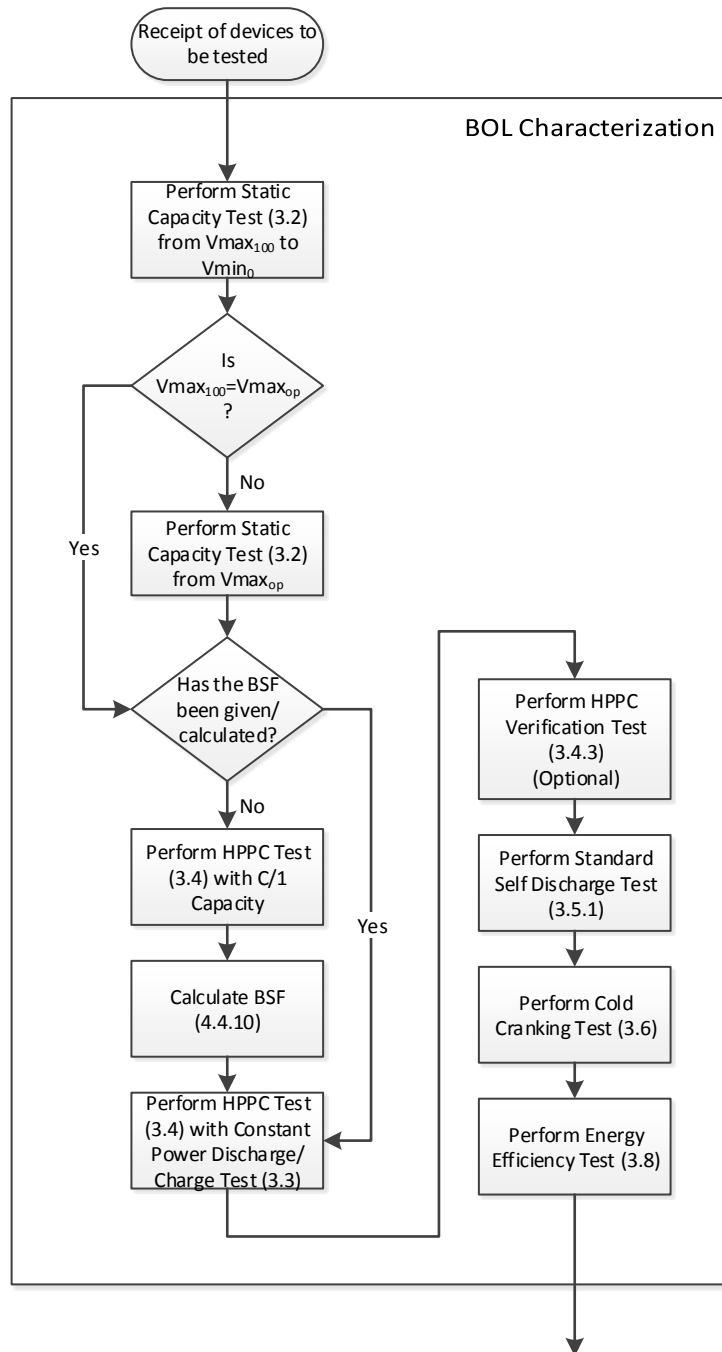 Receipt of devices to
be tested
BOL Characterization
Perform Static
Capacity Test (3.2)
from Vmax₁₀₀ to
Vmin₀
Is
Vmax₁₀₀=Vmaxₒₚ
?
No
Yes
Perform Static
Capacity Test (3.2)
from Vmaxₒₚ
Has the BSF
been given/
calculated?
No
Yes
Perform HPPC Test
(3.4) with C/1
Capacity
Calculate BSF
(4.4.10)
Perform HPPC Test
(3.4) with Constant
Power Discharge/
Charge Test (3.3)
Perform HPPC
Verification Test
(3.4.3)
(Optional)
Perform Standard
Self Discharge Test
(3.5.1)
Perform Cold
Cranking Test (3.6)
Perform Energy
Efficiency Test (3.8)